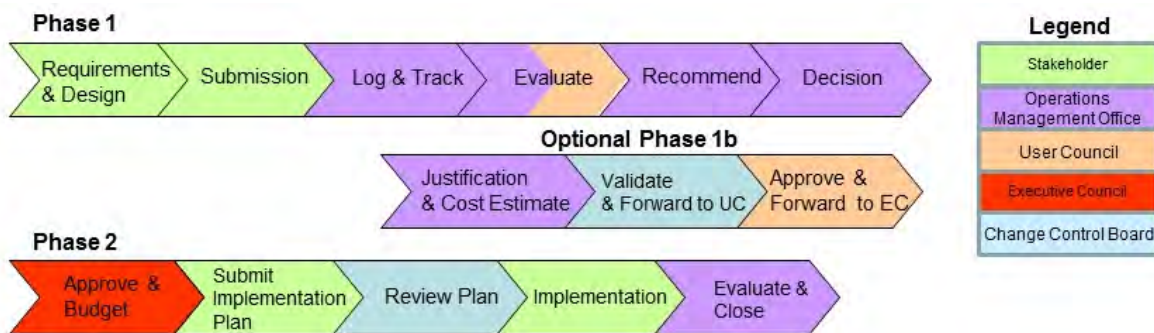 Phase 1
Requirements
& Design
Submission
Log & Track
Evaluate
Recommend
Decision
Optional Phase 1b
Justification
& Cost Estimate
Validate
& Forward to UC
Approve &
Forward to EC
Phase 2
Approve &
Budget
Submit
Implementation
Plan
Review Plan
Implementation
Evaluate &
Close
Legend
Stakeholder
Operations
Management Office
User Council
Executive Council
Change Control Board